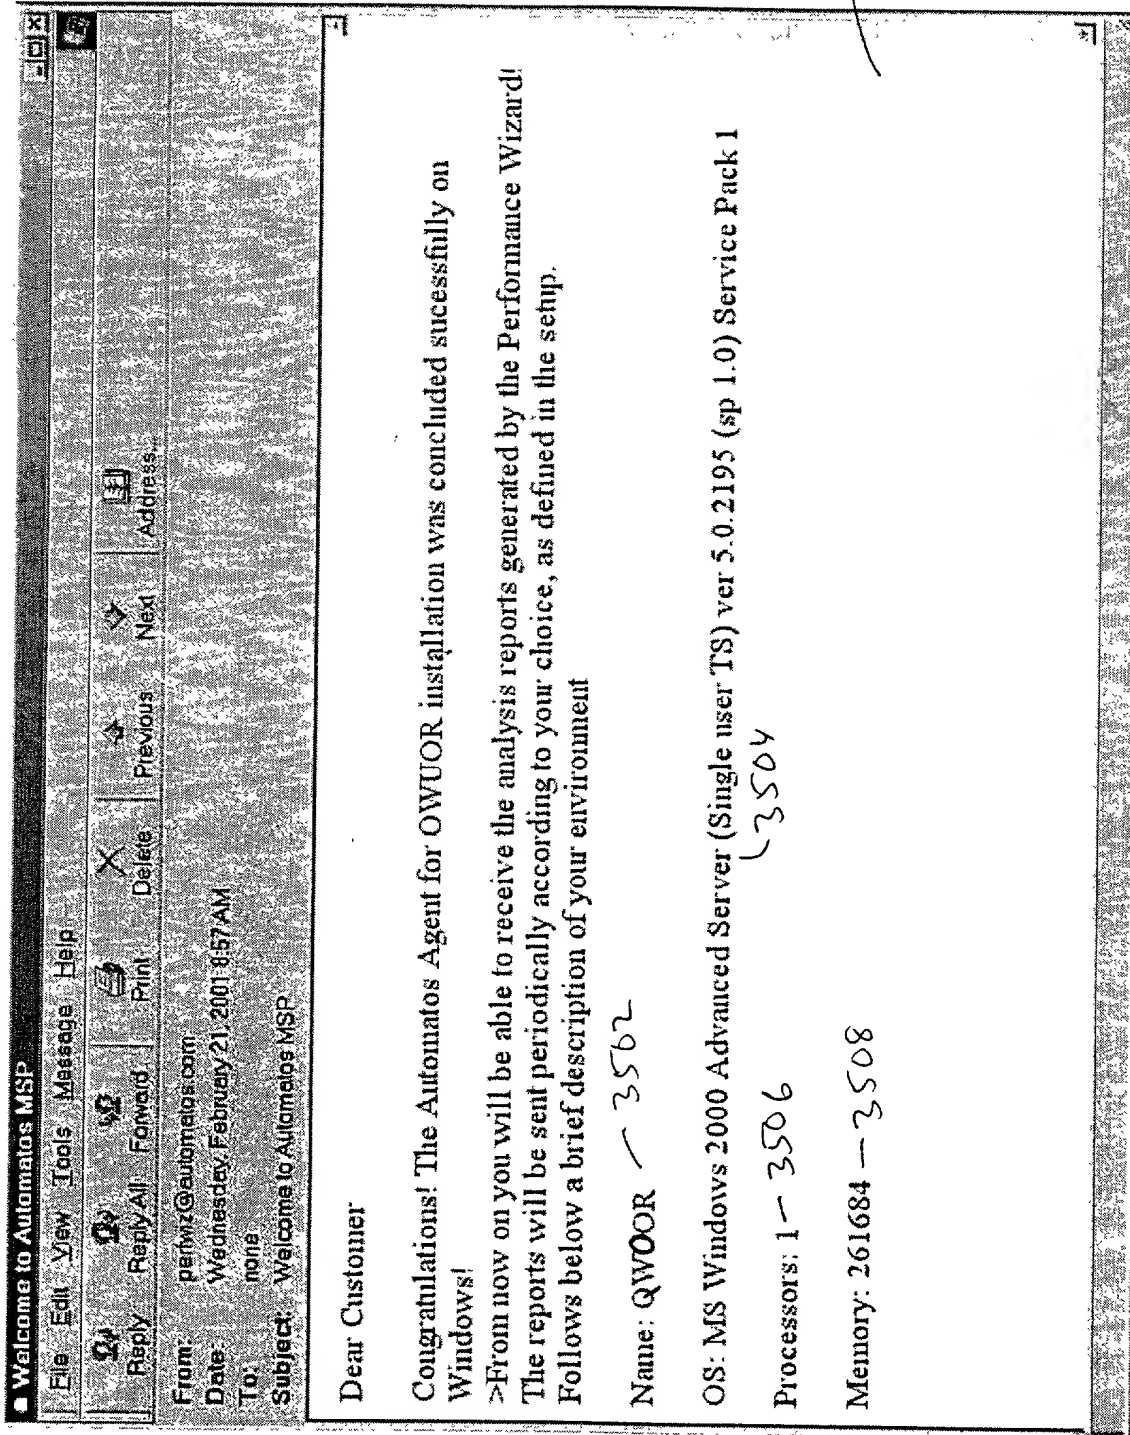 Welcome to Automatos MSP
File Edit View Tools Message Help
Reply Reply All Forward Print Delete Previous Next Address...
From: perfwiz@automatos.com
Date: Wednesday, February 21, 2001 8:57 AM
To: none
Subject: Welcome to Automatos MSP
Dear Customer
Congratulations! The Automatos Agent for OWUOR installation was concluded sucessfully on
Windows!
>From now on you will be able to receive the analysis reports generated by the Performance Wizard!
The reports will be sent periodically according to your choice, as defined in the setup.
Follows below a brief description of your environment
Name: QWOOR - 3502
OS: MS Windows 2000 Advanced Server (Single user TS) ver 5.0.2195 (sp 1.0) Service Pack 1
3504
Processors: 1 - 3506
Memory: 261684 - 3508